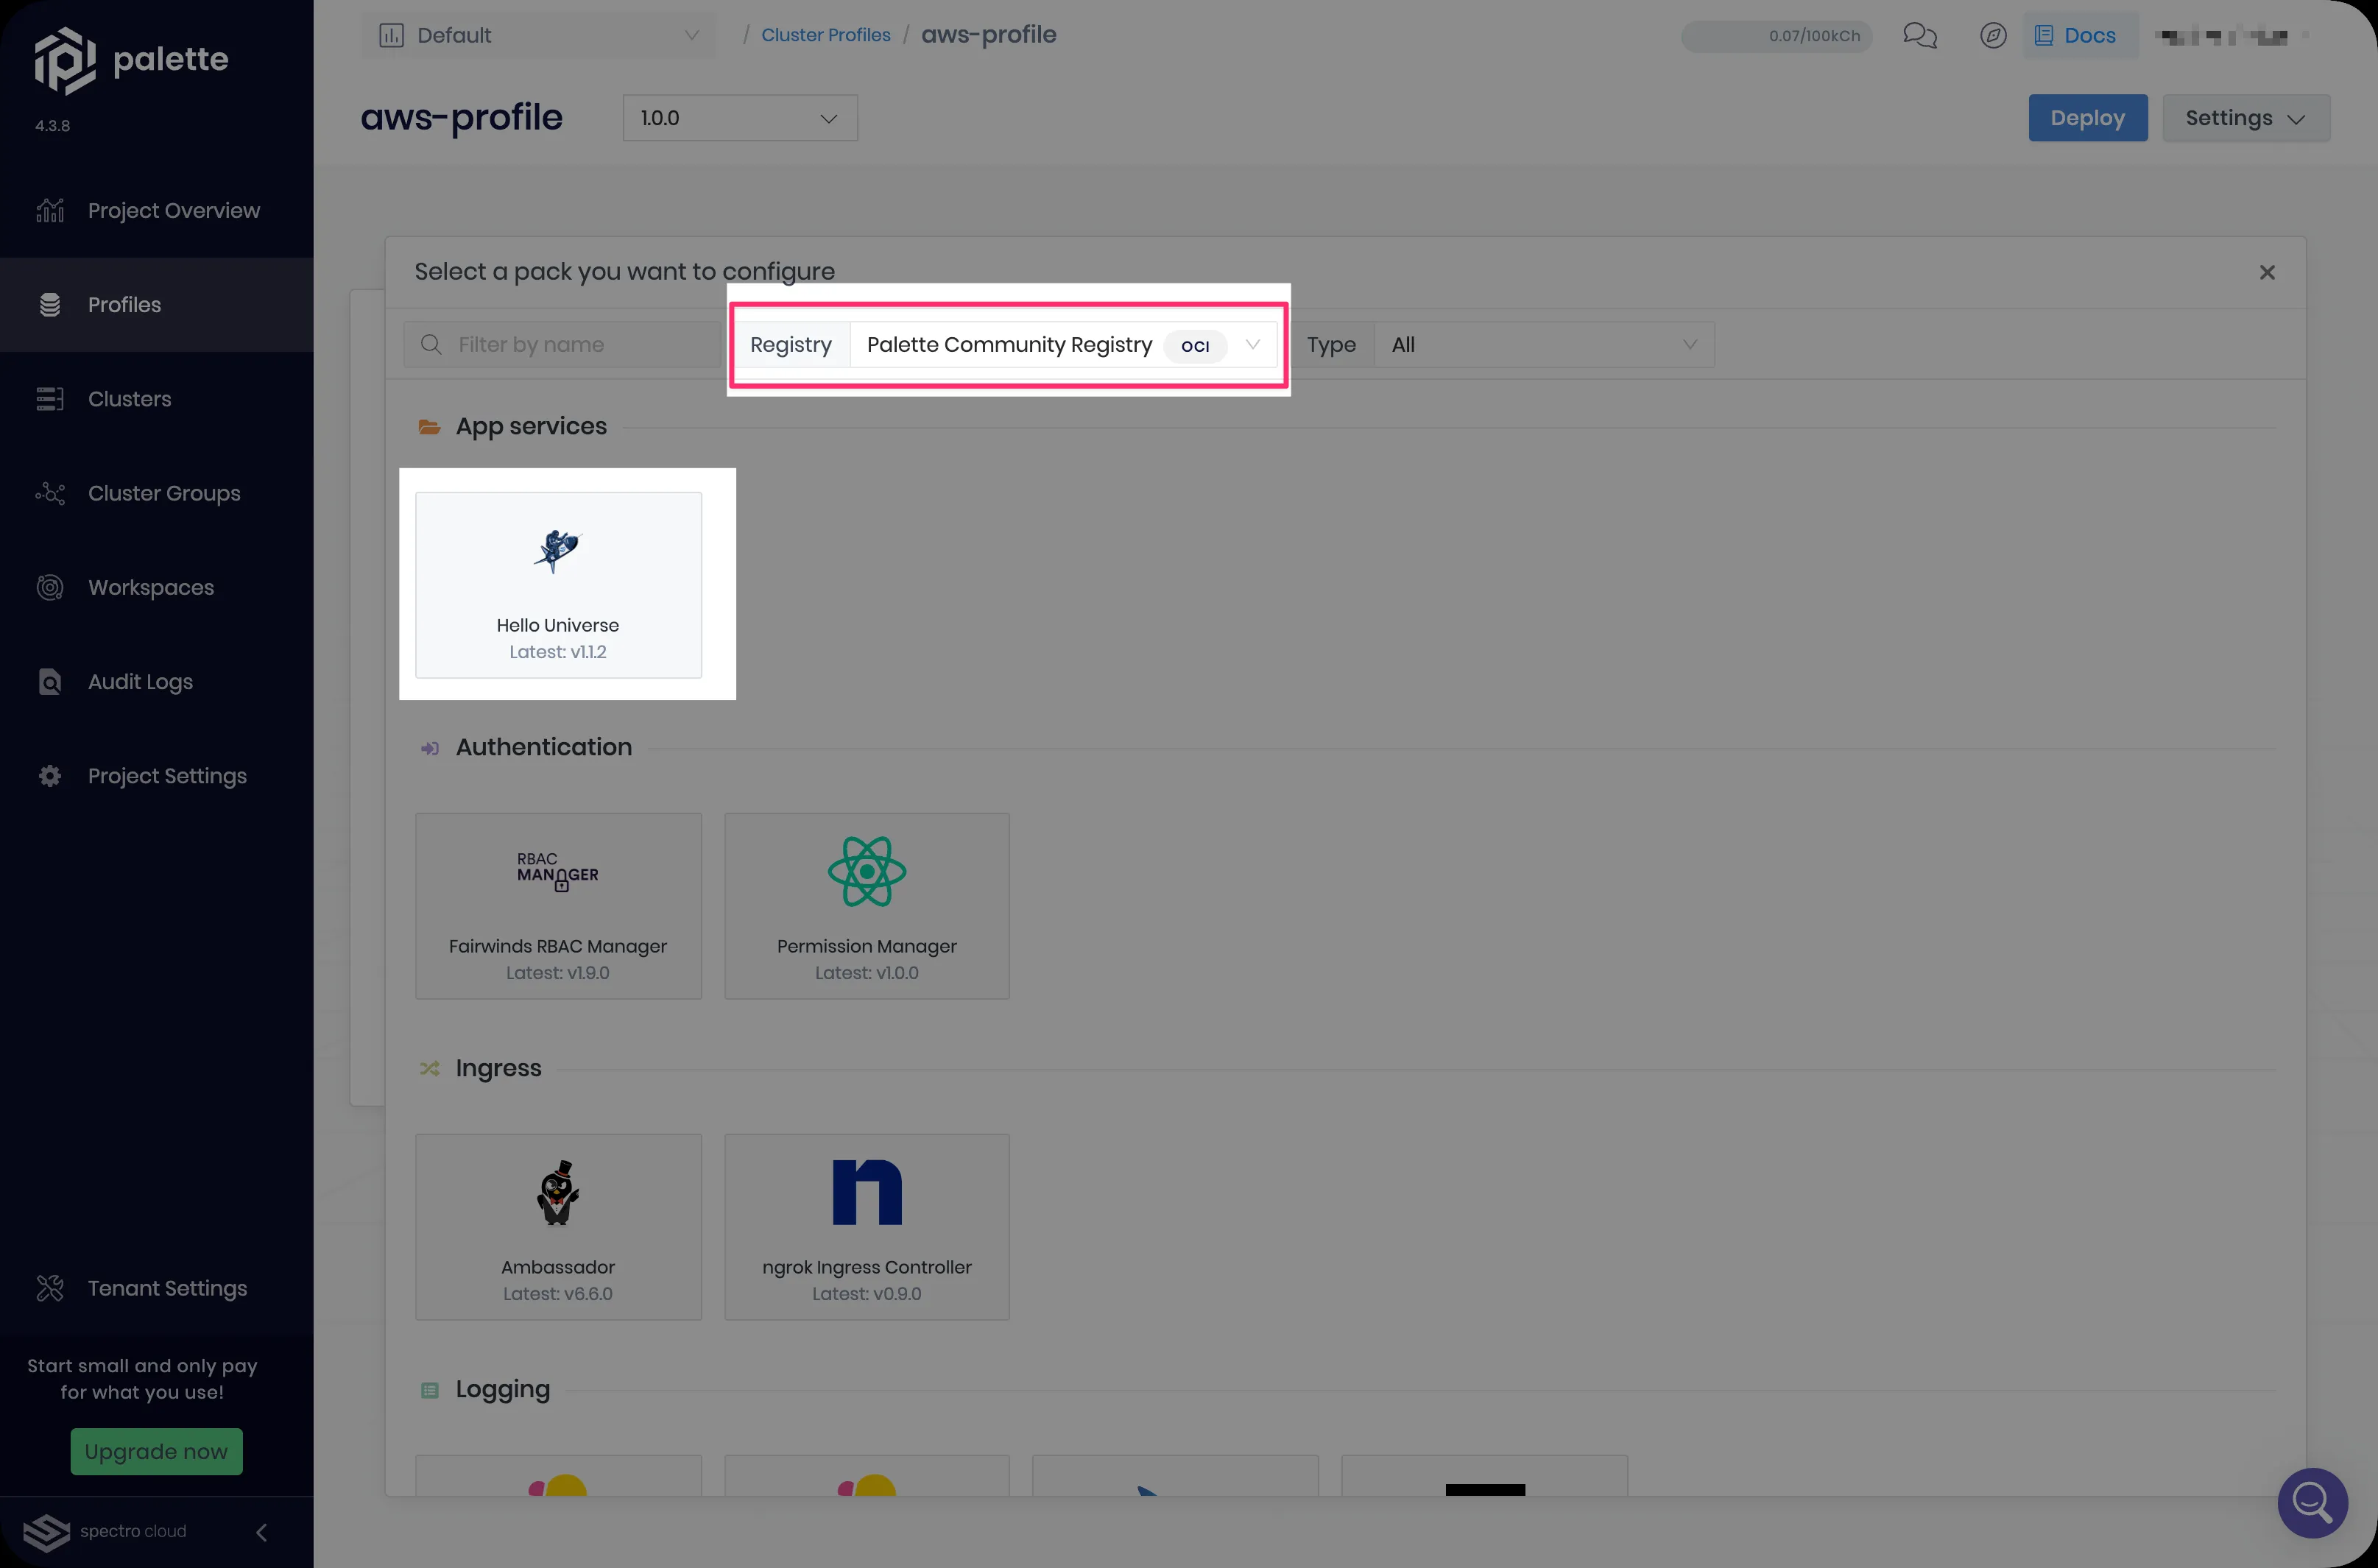 palette
4.3.8
Project Overview
Profiles
Clusters
Cluster Groups
Workspaces
Audit Logs
Project Settings
Tenant Settings
Start small and only pay
for what you use!
Upgrade now
spectro cloud
Default
/ Cluster Profiles / aws-profile
0.07/100kCh
Docs
aws-profile
1.0.0
Deploy
Settings
Select a pack you want to configure
Filter by name
Registry
Palette Community Registry
OCI
Type
All
App services
Hello Universe
Latest: v1.1.2
Authentication
RBAC
MANAGER
Fairwinds RBAC Manager
Latest: v1.9.0
Permission Manager
Latest: v1.0.0
Ingress
Ambassador
Latest: v6.6.0
n
ngrok Ingress Controller
Latest: v0.9.0
Logging